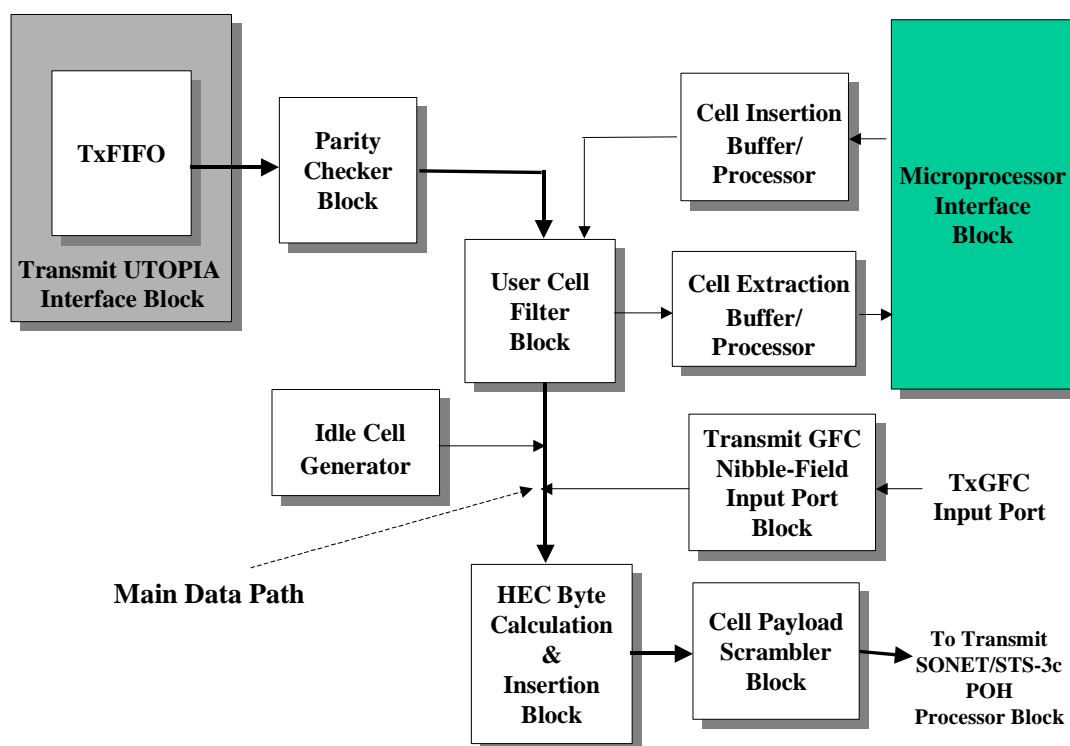 TxFIFO
Transmit UTOPIA
Interface Block
Parity
Checker
Block
Cell Insertion
Buffer/
Processor
Microprocessor
Interface
Block
User Cell
Filter
Block
Cell Extraction
Buffer/
Processor
Idle Cell
Generator
Transmit GFC
Nibble-Field
Input Port
Block
TxGFC
Input Port
Main Data Path
HEC Byte
Calculation
&
Insertion
Block
Cell Payload
Scrambler
Block
To Transmit
SONET/STS-3c
POH
Processor Block